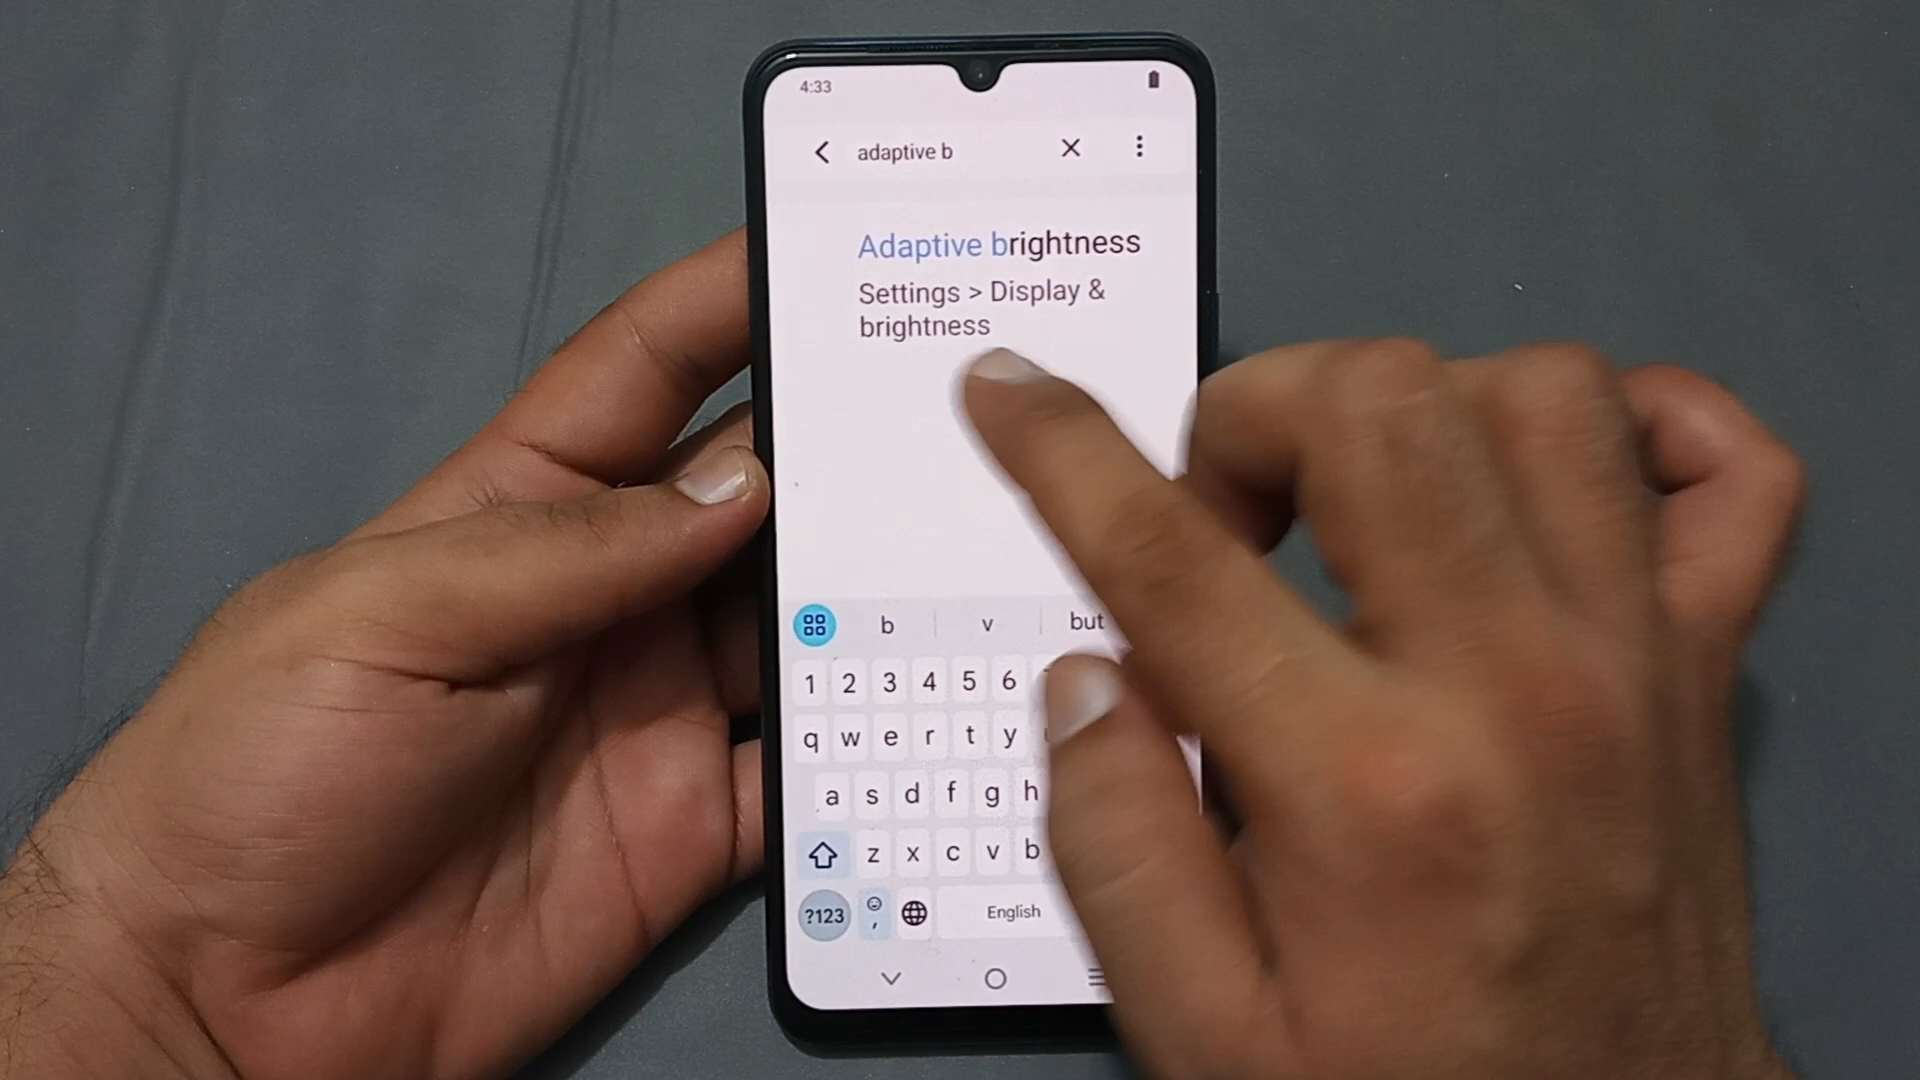 4:33
adaptive b
Adaptive brightness
Settings > Display &
brightness
b v but
1 2 3 4 5 6
q w e r t y
a s d f g h
z x c v b
?123 , English